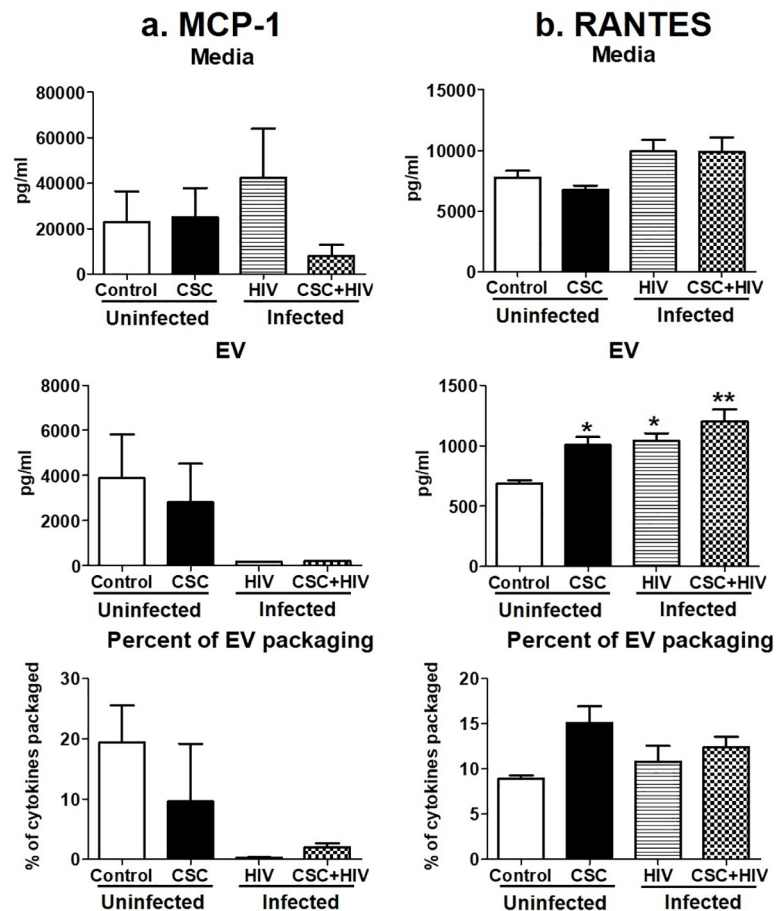 a. MCP-1
Media
pg/ml
80000
60000
40000
20000
0
Control CSC HIV CSC+HIV
Uninfected Infected
EV
pg/ml
8000
6000
4000
2000
0
Control CSC HIV CSC+HIV
Uninfected Infected
Percent of EV packaging
% of cytokines packaged
30
20
10
0
Control CSC HIV CSC+HIV
Uninfected Infected
b. RANTES
Media
pg/ml
15000
10000
5000
0
Control CSC HIV CSC+HIV
Uninfected Infected
EV
pg/ml
1500
1000
500
0
* * **
Control CSC HIV CSC+HIV
Uninfected Infected
Percent of EV packaging
% of cytokines packaged
20
15
10
5
0
Control CSC HIV CSC+HIV
Uninfected Infected